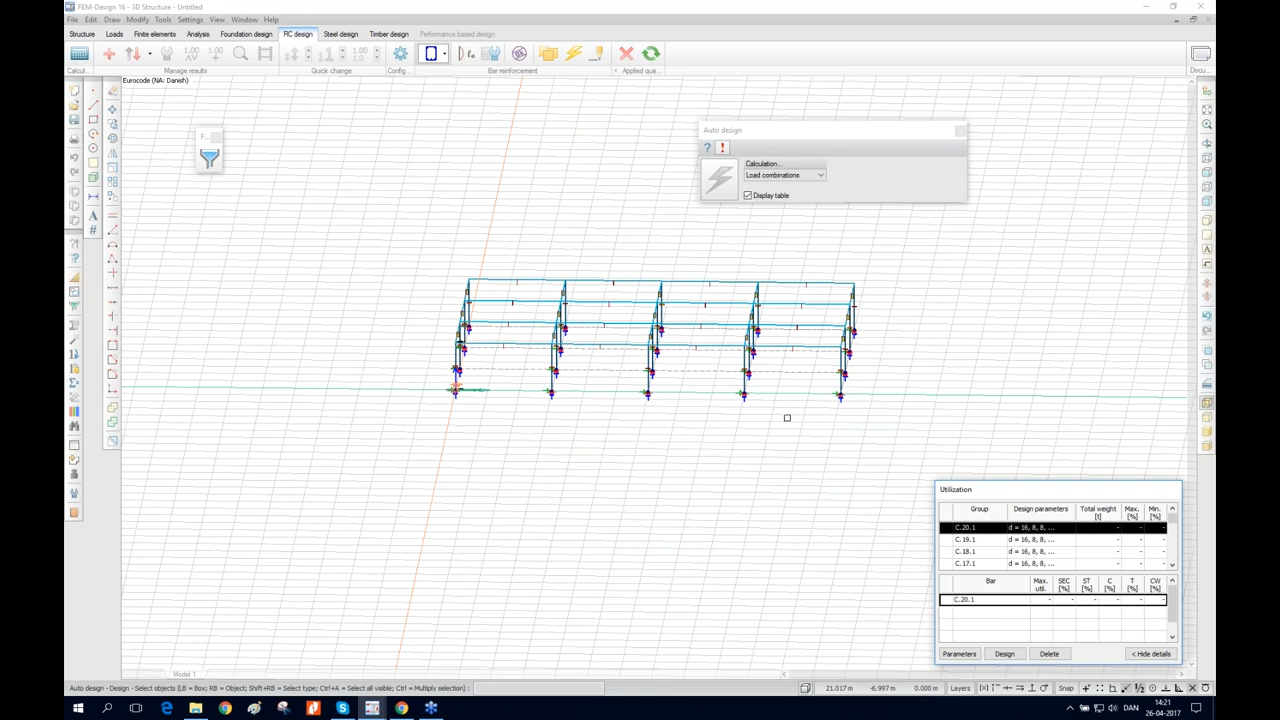 FEM-Design 16 - 3D Structure - Untitled
File Edit Draw Modify Tools Settings View Window Help
Structure Loads Finite elements Analysis Foundation design RC design Steel design Timber design Performance based design
Calcul... Manage results Quick change Config... Bar reinforcement Applied qua... Docu...
Eurocode (NA: Danish)
F...
Auto design
Calculation...
Load combinations
Display table
Utilization
Group Design parameters Total weight [t] Max. [%] Min. [%]
C.20.1 d = 16, 8, 8, ... - - -
C.19.1 d = 16, 8, 8, ... - - -
C.18.1 d = 16, 8, 8, ... - - -
C.17.1 d = 16, 8, 8, ... - - -
Bar Max. util. SEC [%] ST [%] C [%] T [%] CW [%]
C.20.1 - - - - - -
Parameters Design Delete < Hide details
Model 1
Auto design - Design - Select objects (LB = Box; RB = Object; Shift+RB = Select type; Ctrl+A = Select all visible; Ctrl = Multiply selection) :
21.017 m -6.997 m 0.000 m Layers Snap
DAN 14:21
26-04-2017